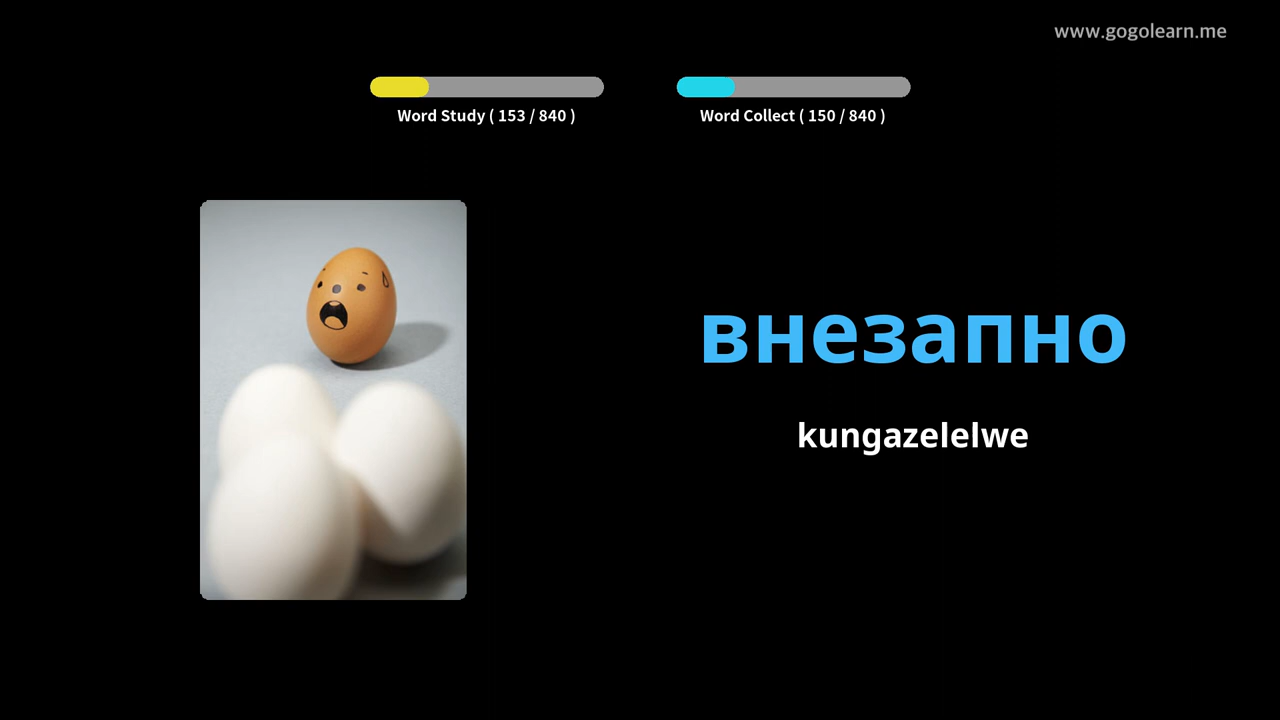 www.gogolearn.me
Word Study ( 153 / 840 )
Word Collect ( 150 / 840 )
внезапно
kungazelelwe